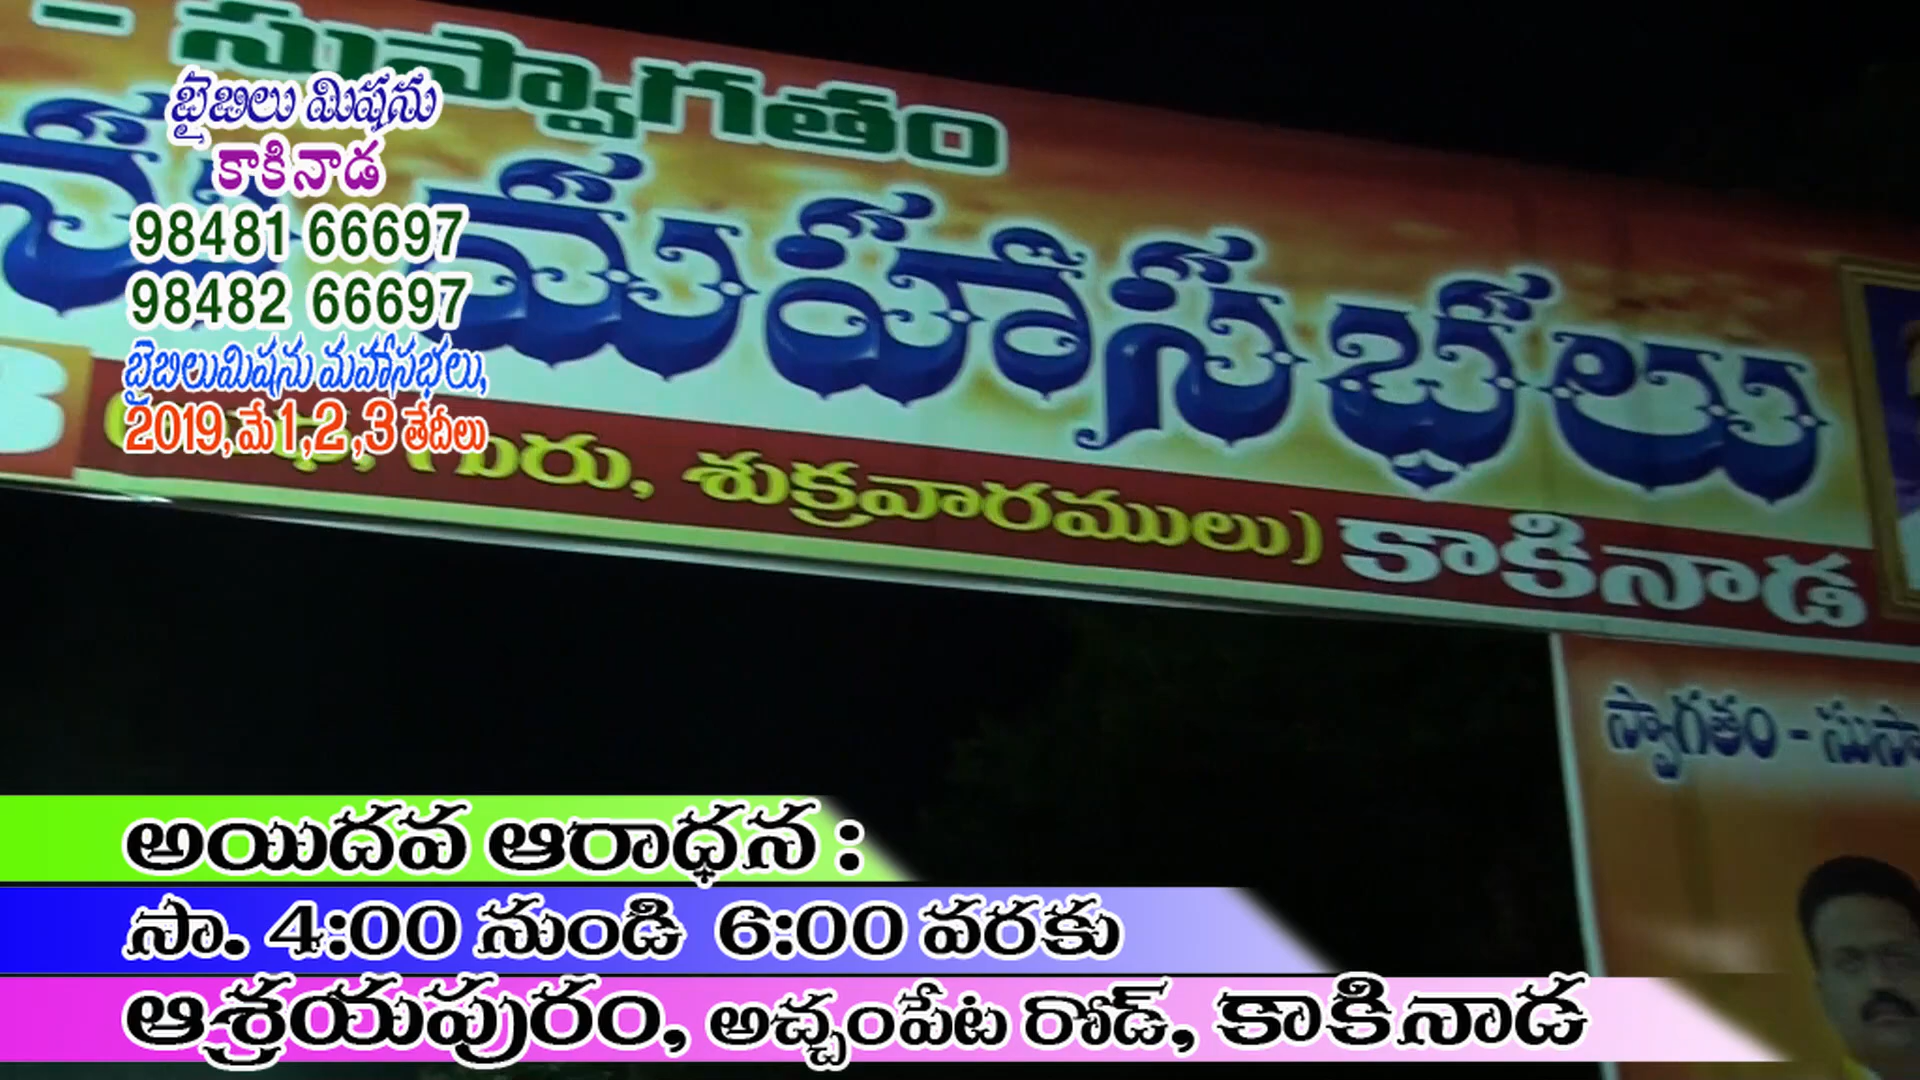 - సుస్వాగతం
మహాసభలు
గురు, శుక్రవారములు) కాకినాడ
స్వాగతం -
బైబిలు మిషను
కాకినాడ
98481 66697
98482 66697
బైబిలుమిషను మహాసభలు,
2019, మే 1,2 ,3 తేదీలు
అయిదవ ఆరాధన :
సా. 4:00 నుండి 6:00 వరకు
ఆశ్రయపురం, అచ్చంపేట రోడ్, కాకినాడ